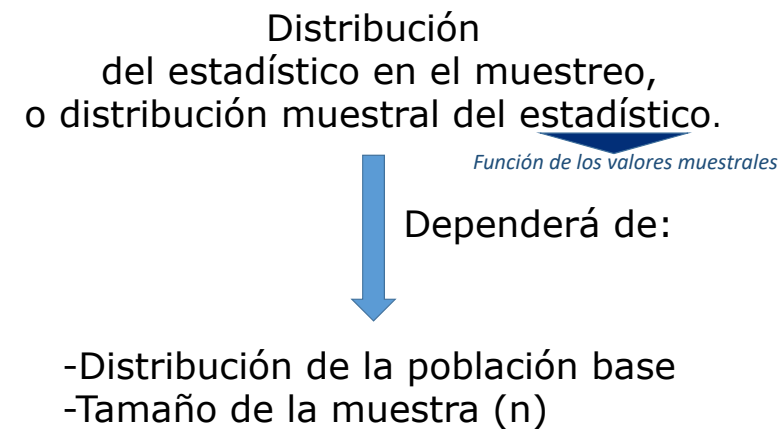 Distribución
del estadístico en el muestreo,
o distribución muestral del estadístico.
Función de los valores muestrales
Dependerá de:
-Distribución de la población base
-Tamaño de la muestra (n)